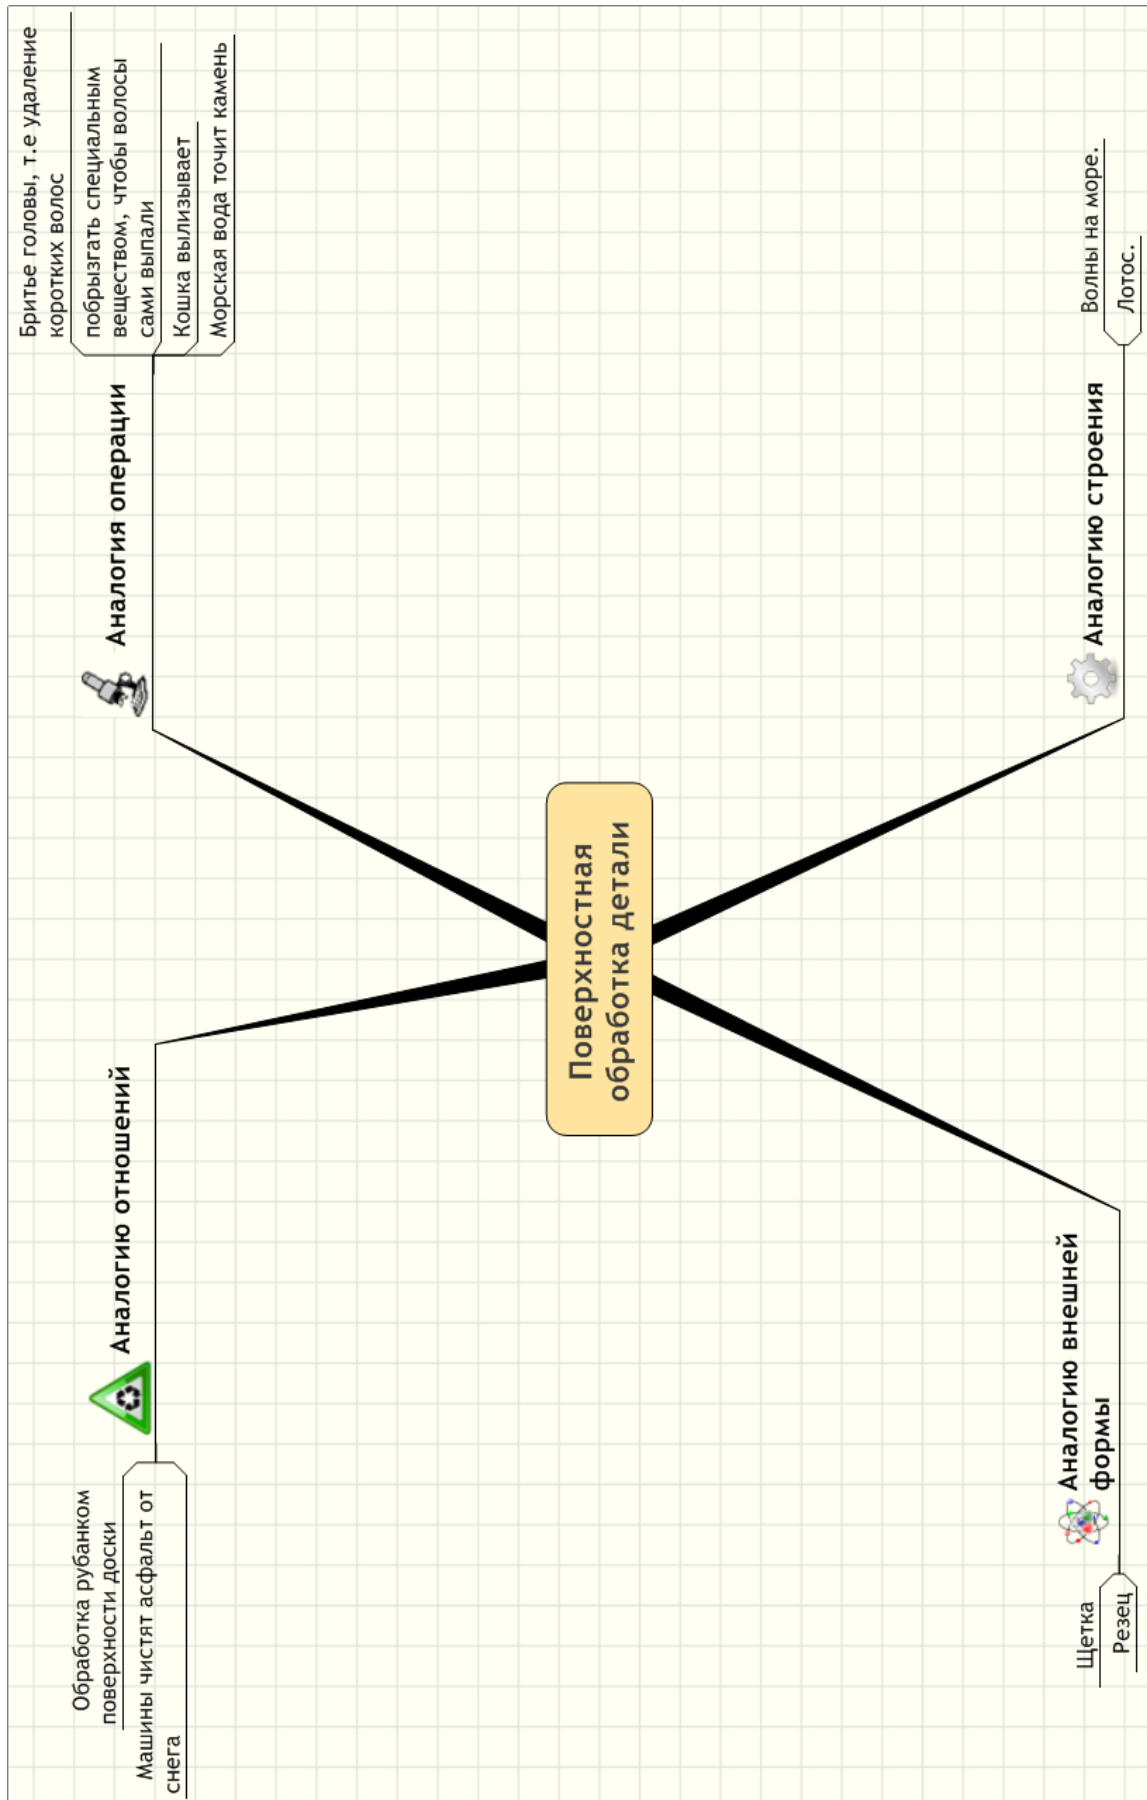 Бритье головы, т.е удаление
коротких волос
побрызгать специальным
веществом, чтобы волосы
сами выпали
Кошка вылизывает
Морская вода точит камень
Аналогия операции
Волны на море.
Лотос.
Аналогию строения
Поверхностная
обработка детали
Аналогию отношений
Обработка рубанком
поверхности доски
Машины чистят асфальт от
снега
Аналогию внешней
формы
Щетка
Резец